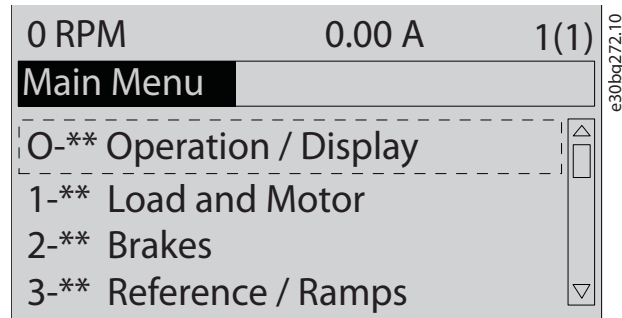 0 RPM 0.00 A 1(1)
Main Menu
O-** Operation / Display
1-** Load and Motor
2-** Brakes
3-** Reference / Ramps
e30bq272.10